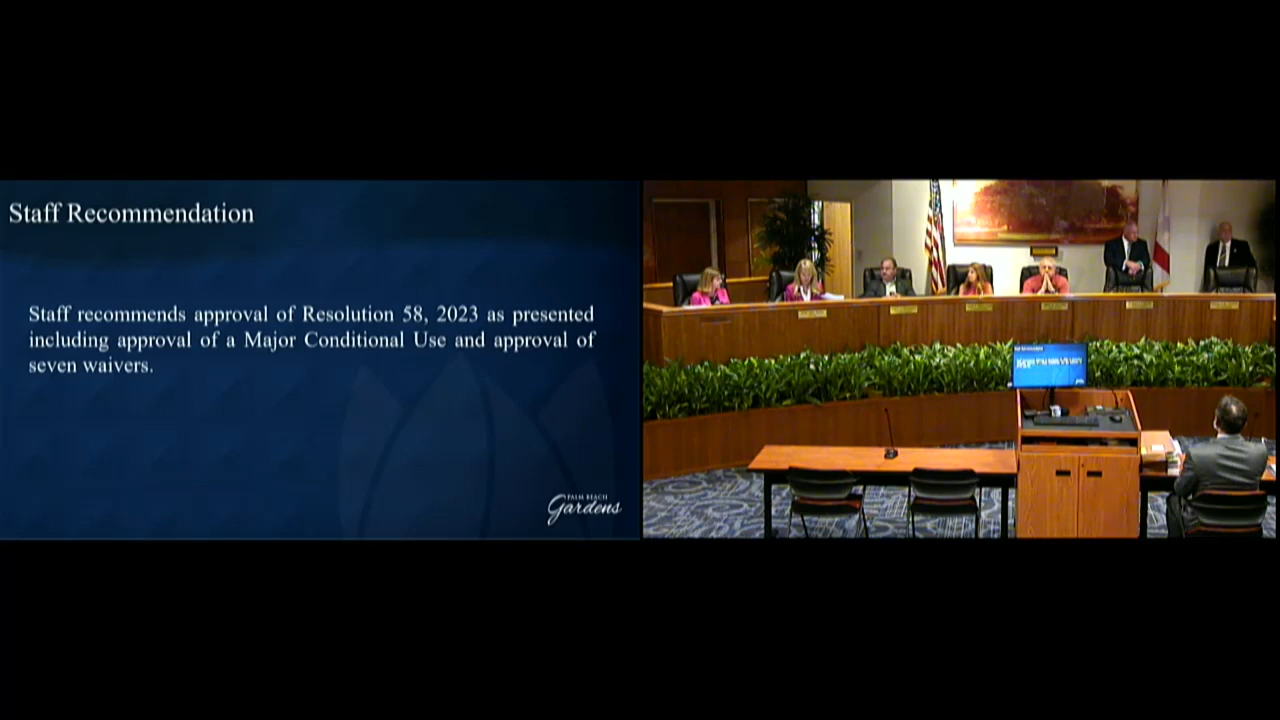 Staff Recommendation
Staff recommends approval of Resolution 58, 2023 as presented
including approval of a Major Conditional Use and approval of
seven waivers.
PALM BEACH
Gardens